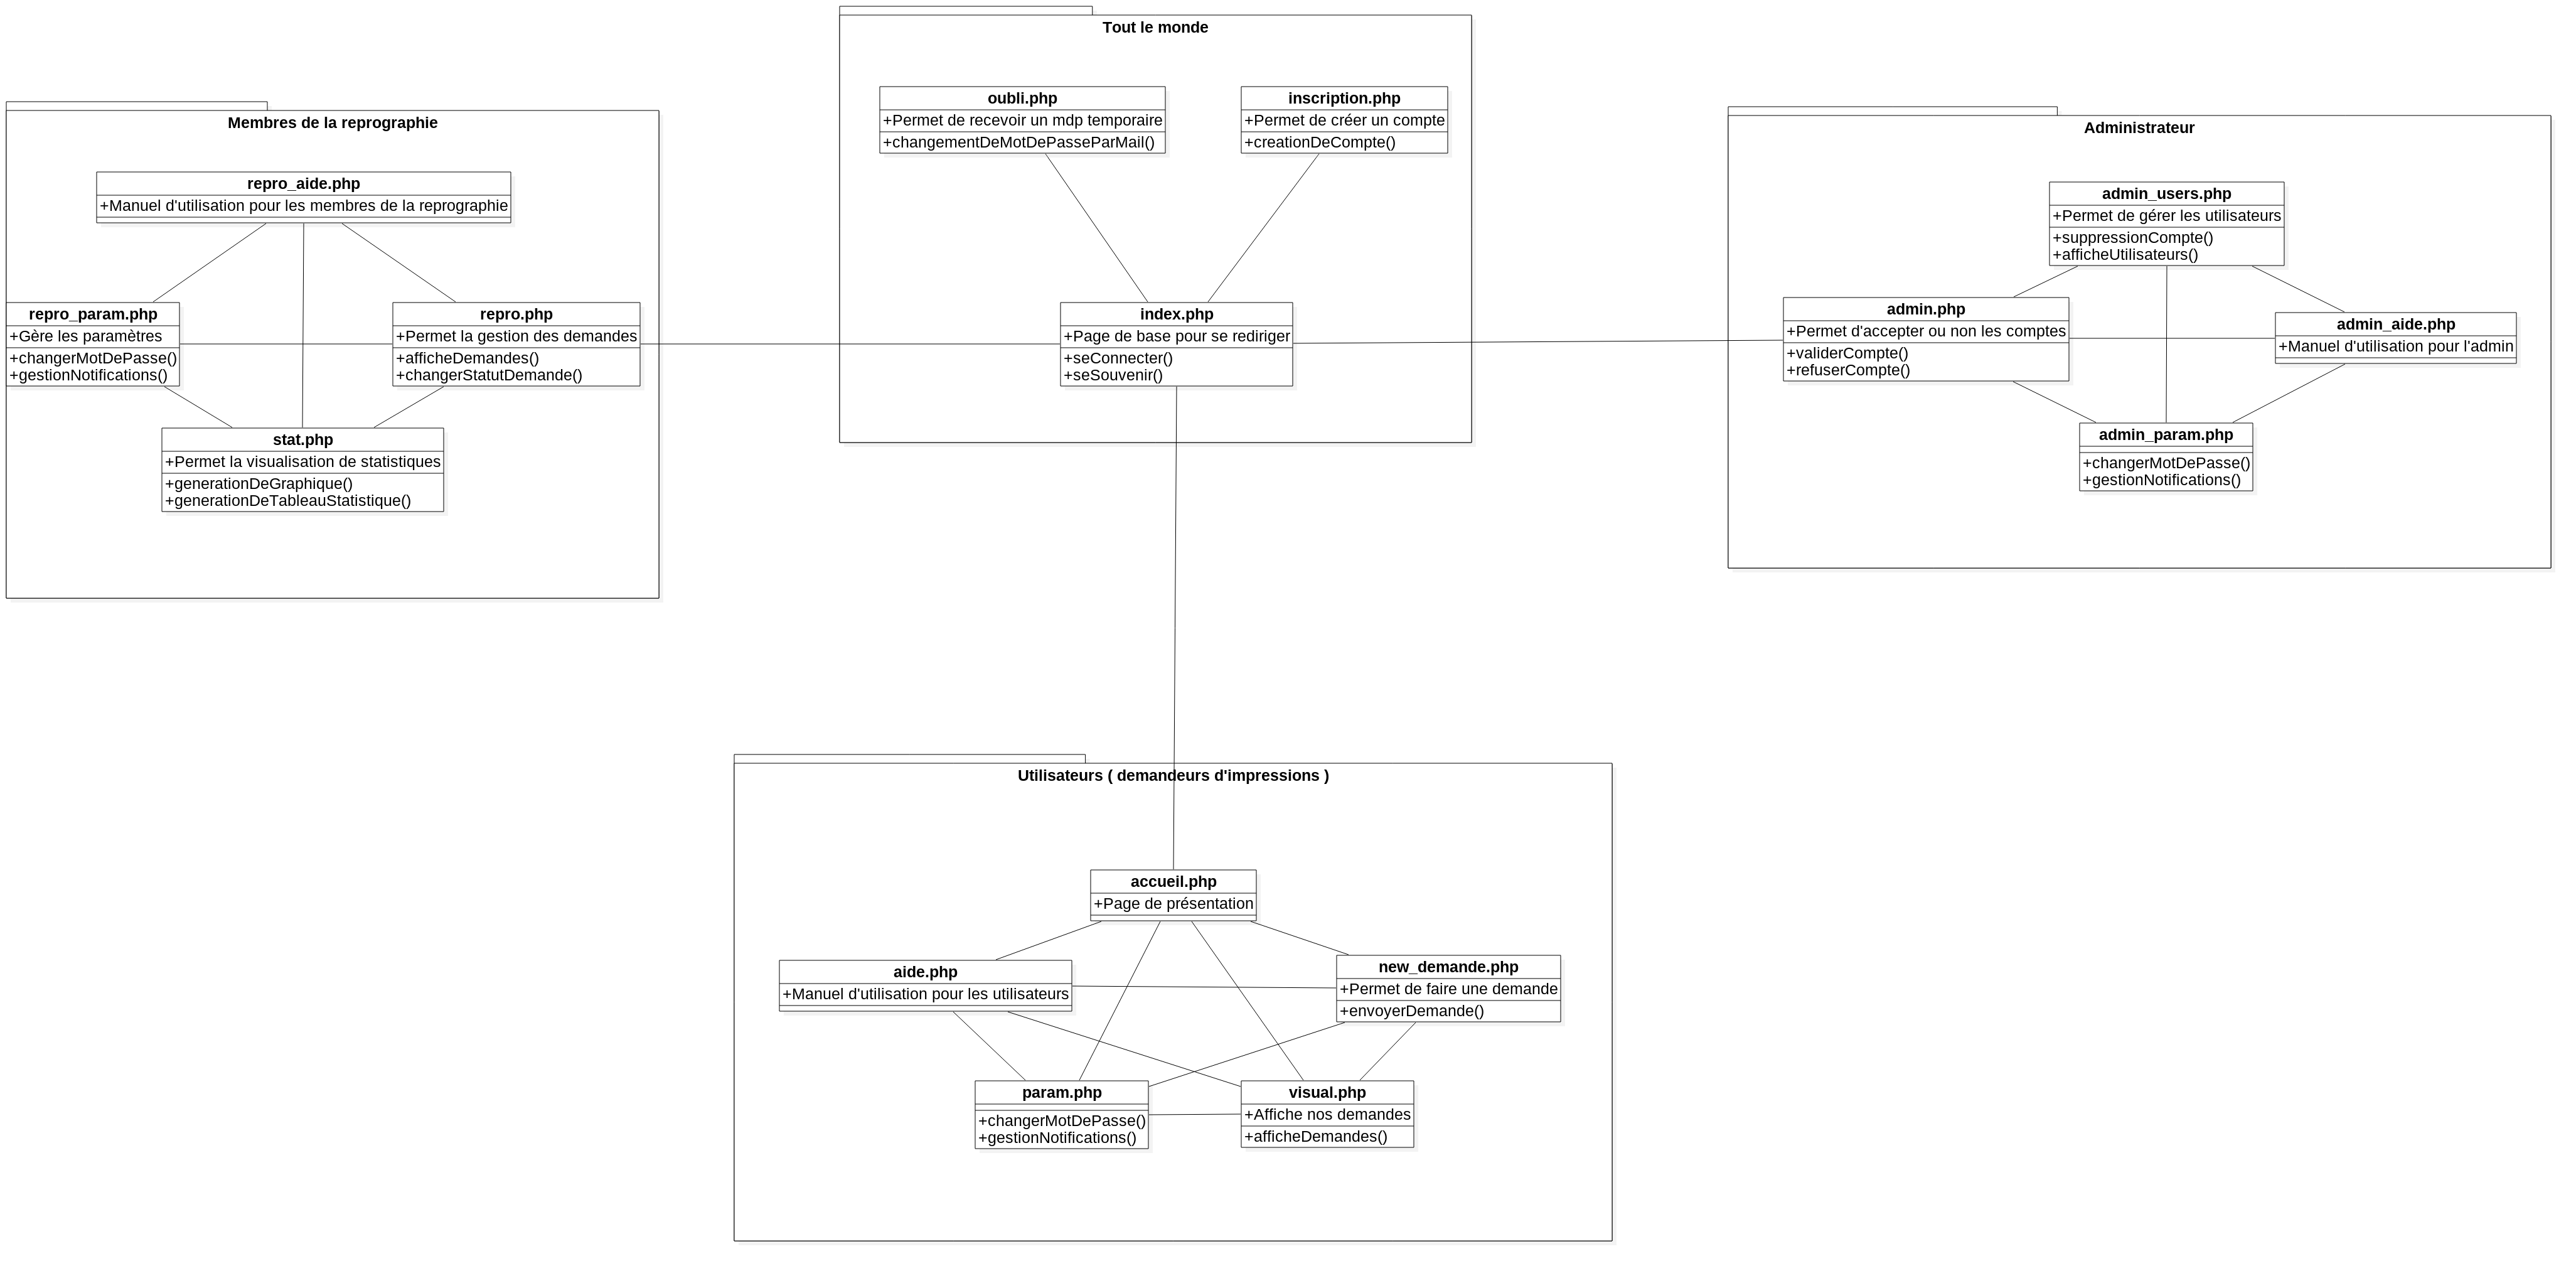 Tout le monde
oubli.php
+Permet de recevoir un mdp temporaire
+changementDeMotDePasseParMail()
inscription.php
+Permet de créer un compte
+creationDeCompte()
index.php
+Page de base pour se rediriger
+seConnecter()
+seSouvenir()
Membres de la reprographie
repro_aide.php
+Manuel d'utilisation pour les membres de la reprographie
repro_param.php
+Gère les paramètres
+changerMotDePasse()
+gestionNotifications()
repro.php
+Permet la gestion des demandes
+afficheDemandes()
+changerStatutDemande()
stat.php
+Permet la visualisation de statistiques
+generationDeGraphique()
+generationDeTableauStatistique()
Administrateur
admin_users.php
+Permet de gérer les utilisateurs
+suppressionCompte()
+afficheUtilisateurs()
admin.php
+Permet d'accepter ou non les comptes
+validerCompte()
+refuserCompte()
admin_aide.php
+Manuel d'utilisation pour l'admin
admin_param.php
+changerMotDePasse()
+gestionNotifications()
Utilisateurs ( demandeurs d'impressions )
accueil.php
+Page de présentation
aide.php
+Manuel d'utilisation pour les utilisateurs
new_demande.php
+Permet de faire une demande
+envoyerDemande()
param.php
+changerMotDePasse()
+gestionNotifications()
visual.php
+Affiche nos demandes
+afficheDemandes()